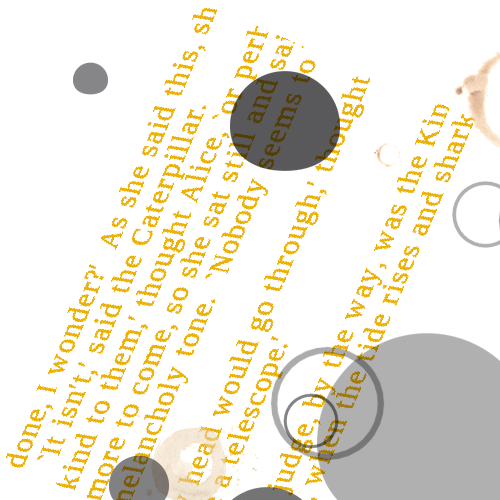 done, I wonder?' As she said this, sh
`It isn't,' said the Caterpillar.
kind to them,' thought Alice, `or perh
more to come, so she sat still and sai
melancholy tone. `Nobody seems to
head would go through,' thought
a telescope,'
judge, by the way, was the Kin
when the tide rises and shark